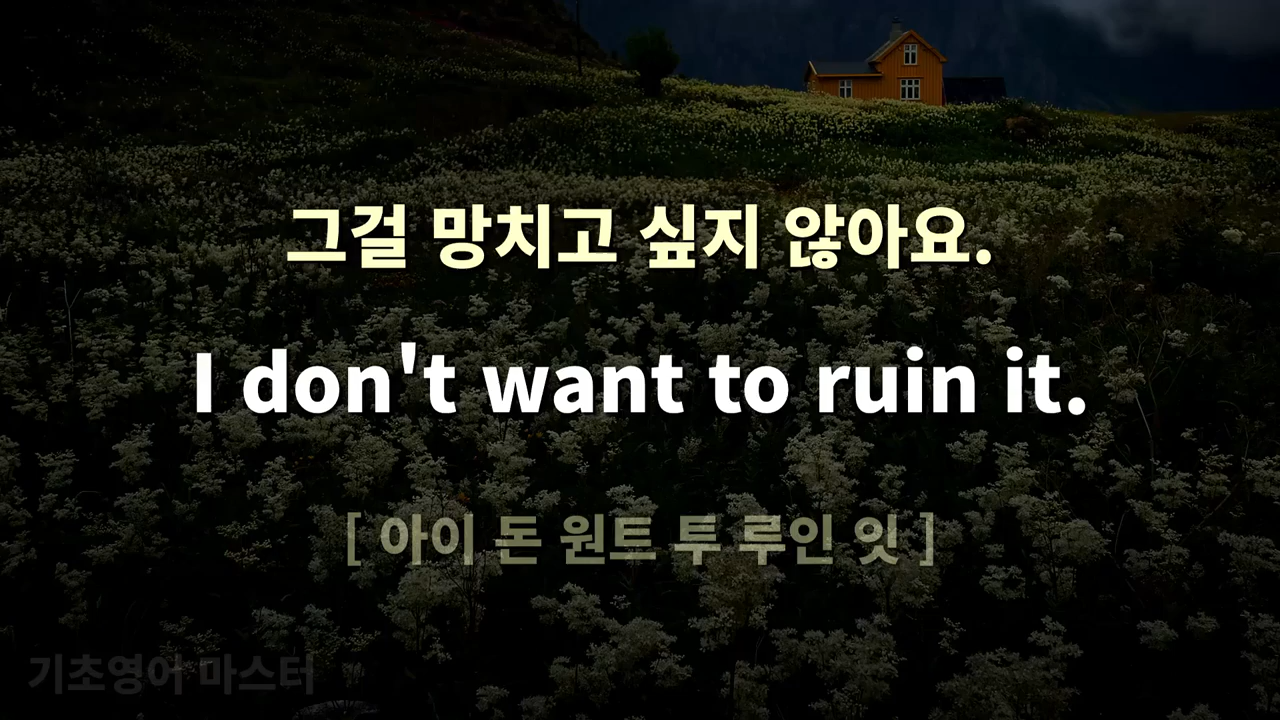 그걸 망치고 싶지 않아요.
I don't want to ruin it.
[ 아이 돈 원트 투 루인 잇 ]
기초영어 마스터